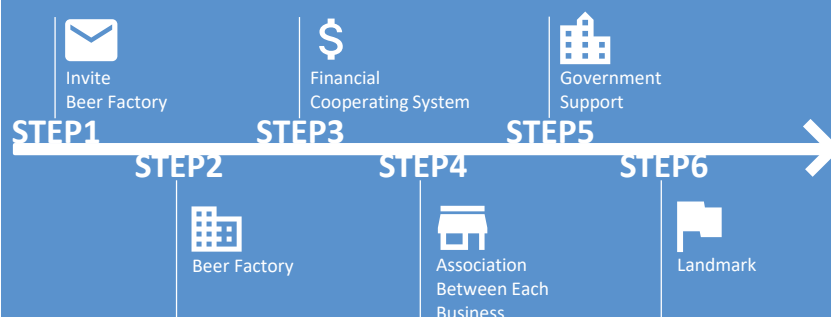 Invite
Beer Factory
STEP1
Financial
Cooperating System
STEP3
Government
Support
STEP5
STEP2
Beer Factory
STEP4
Association
Between Each
Business
STEP6
Landmark